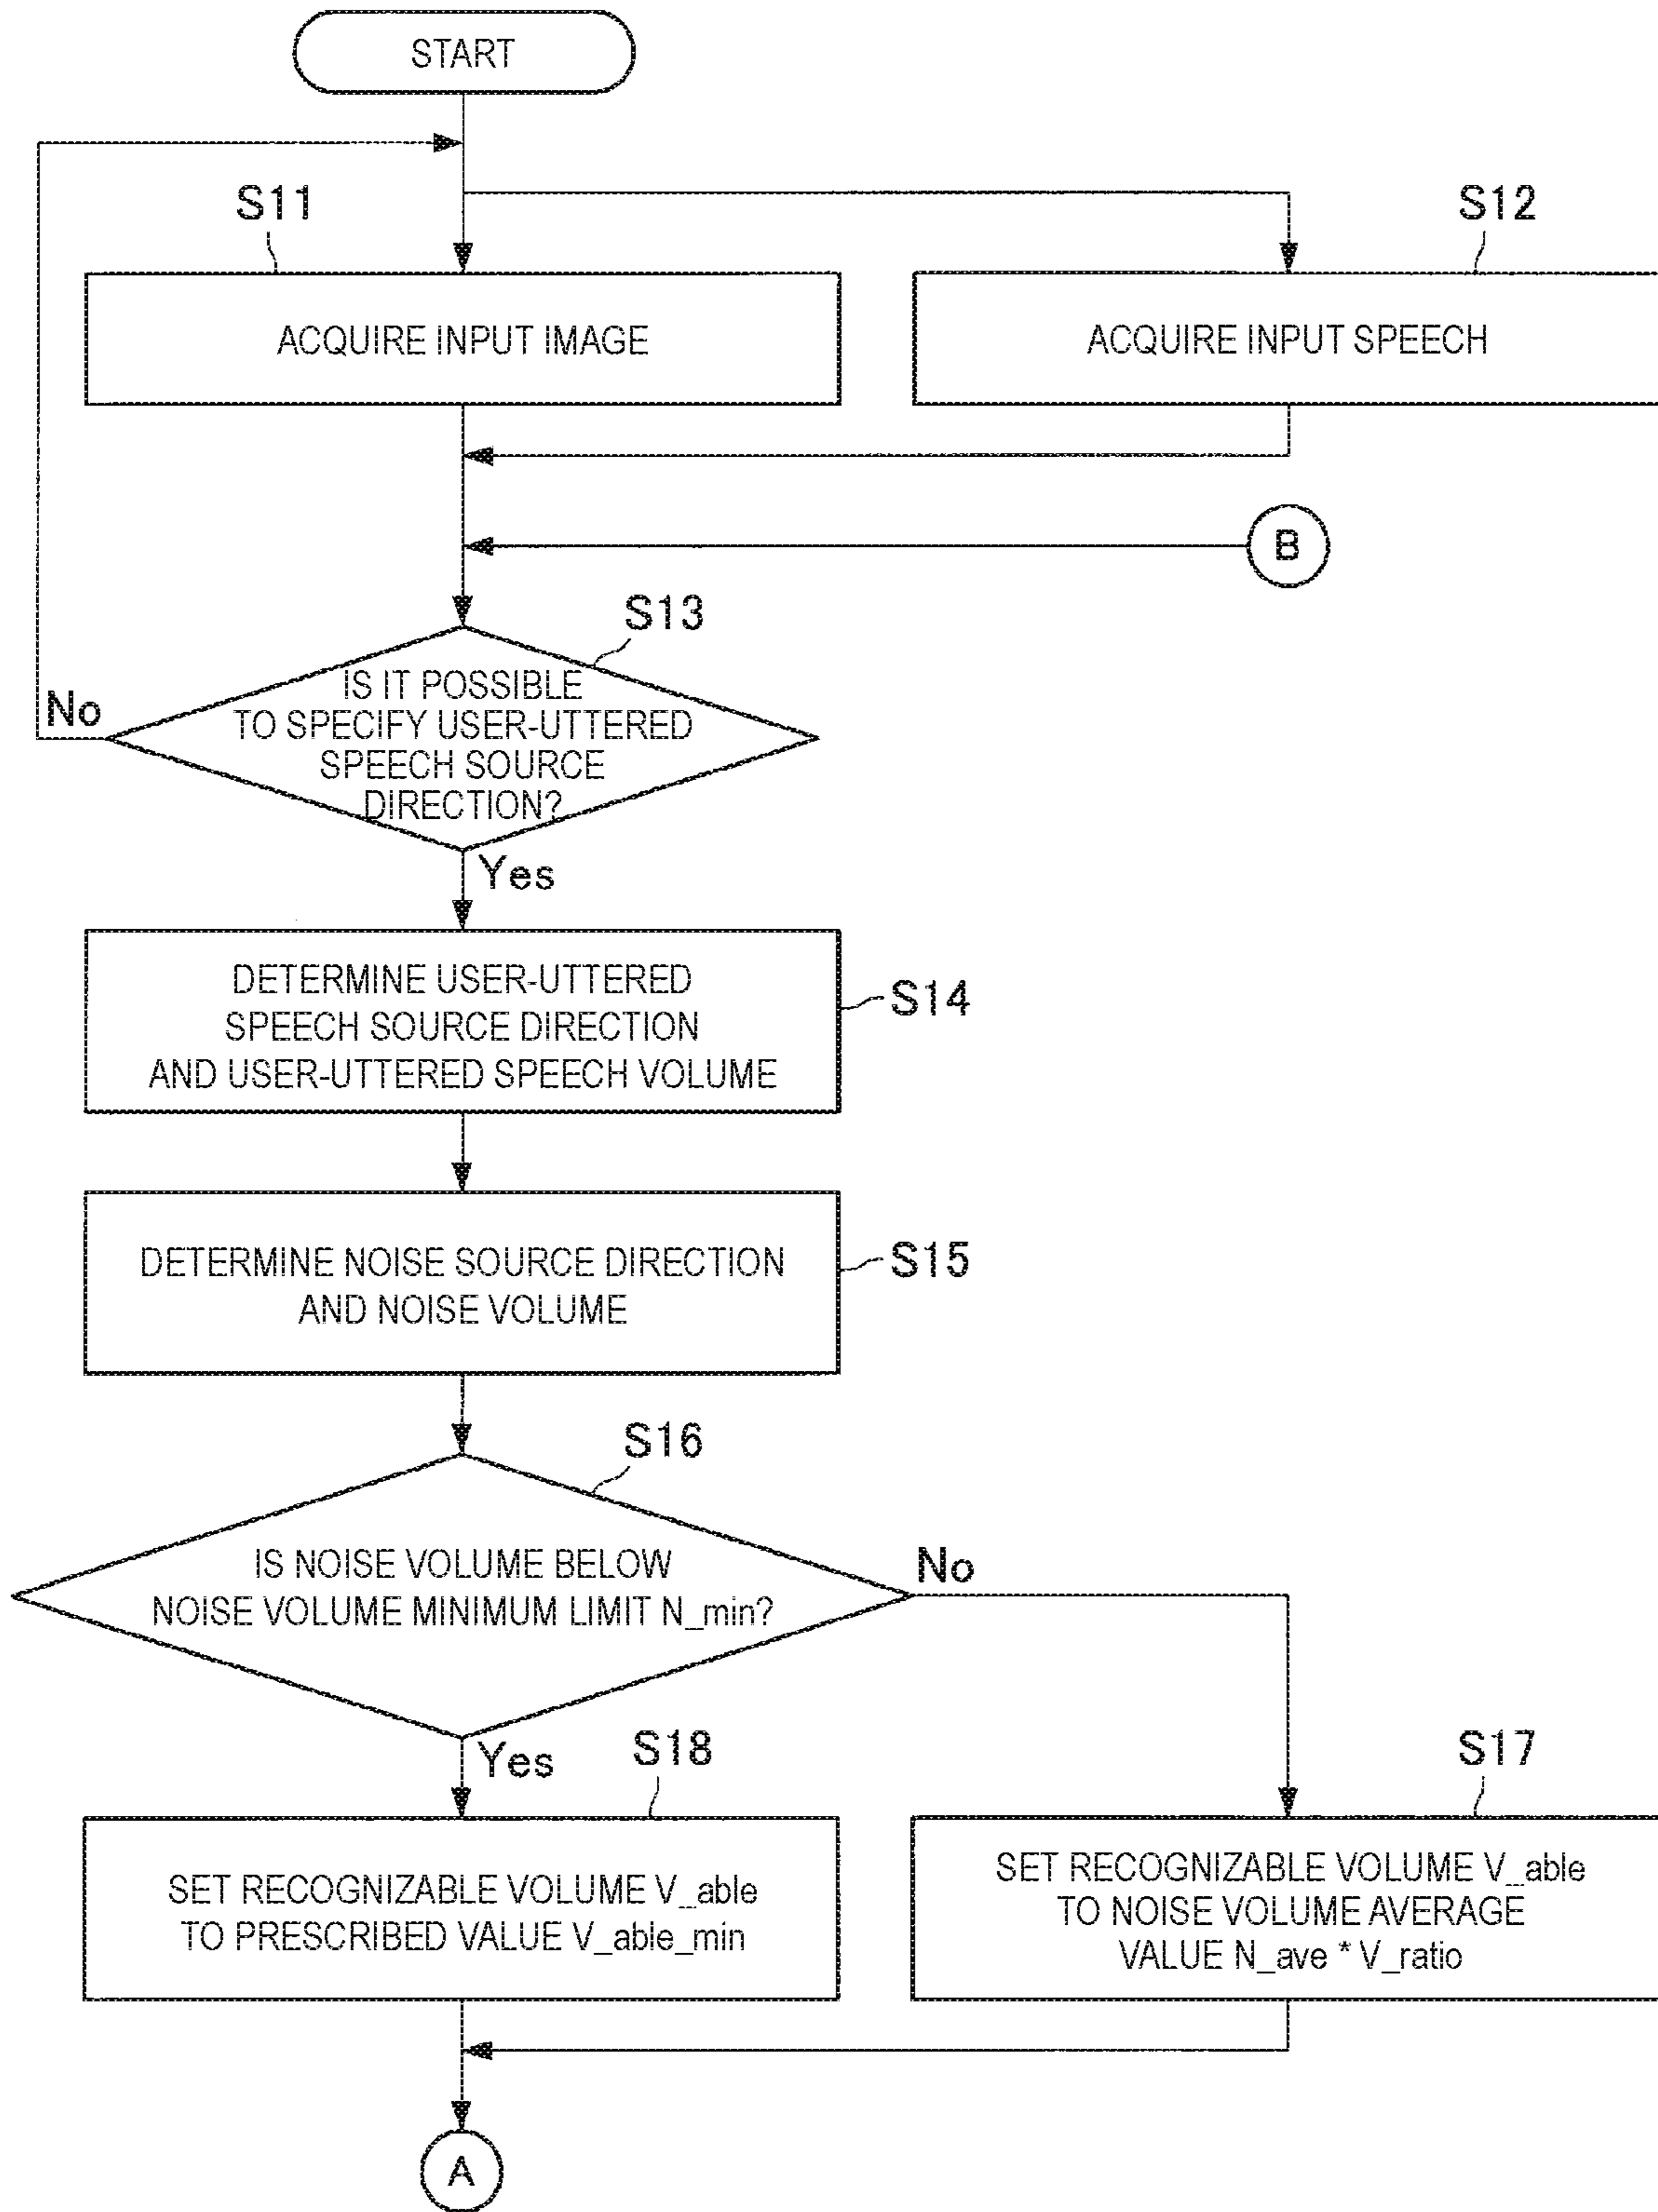 START
S11
S12
ACQUIRE INPUT IMAGE
ACQUIRE INPUT SPEECH
B
S13
IS IT POSSIBLE
TO SPECIFY USER-UTTERED
SPEECH SOURCE
DIRECTION?
No
Yes
DETERMINE USER-UTTERED
SPEECH SOURCE DIRECTION
AND USER-UTTERED SPEECH VOLUME
S14
DETERMINE NOISE SOURCE DIRECTION
AND NOISE VOLUME
S15
S16
IS NOISE VOLUME BELOW
NOISE VOLUME MINIMUM LIMIT N_min?
No
Yes
S18
S17
SET RECOGNIZABLE VOLUME V_able
TO PRESCRIBED VALUE V_able_min
SET RECOGNIZABLE VOLUME V_able
TO NOISE VOLUME AVERAGE
VALUE N_ave * V_ratio
A